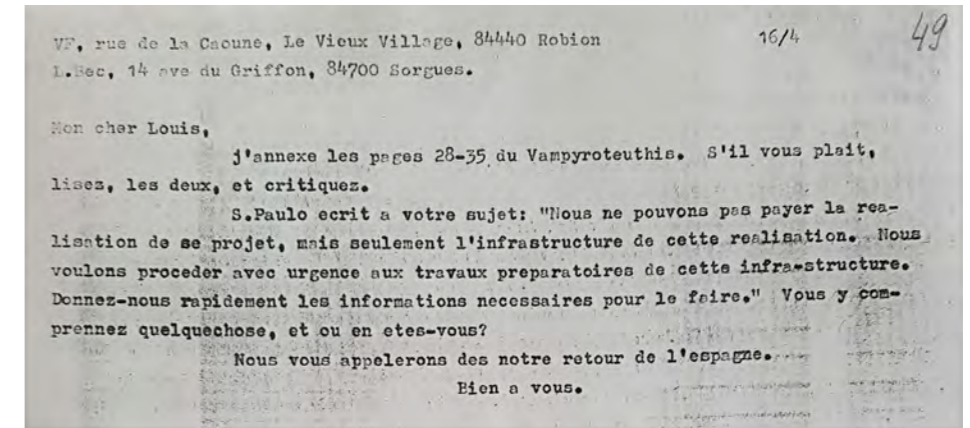 VF, rue de la Caoune, Le Vieux Village, 84440 Robion 16/4 49
L.Bec, 14 ave du Griffon, 84700 Sorgues.
Mon cher Louis,
j'annexe les pages 28-35 du Vampyroteuthis. S'il vous plait,
lisez, les deux, et critiquez.
S.Paulo ecrit a votre sujet: "Nous ne pouvons pas payer la rea-
lisation de se projet, mais seulement l'infrastructure de cette realisation. Nous
voulons proceder avec urgence aux travaux preparatoires de cette infra-structure.
Donnez-nous rapidement les informations necessaires pour le faire." Vous y com-
prennez quelquechose, et ou en etes-vous?
Nous vous appelerons des notre retour de l'espagne.
Bien a vous.